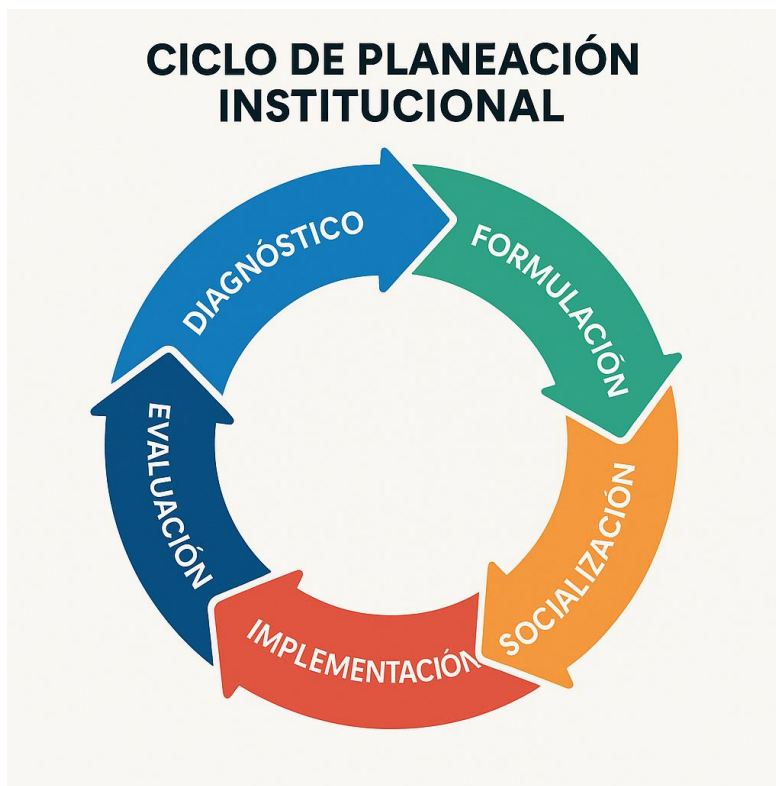 CICLO DE PLANEACIÓN
INSTITUCIONAL
DIAGNÓSTICO
FORMULACIÓN
SOCIALIZACIÓN
IMPLEMENTACIÓN
EVALUACIÓN